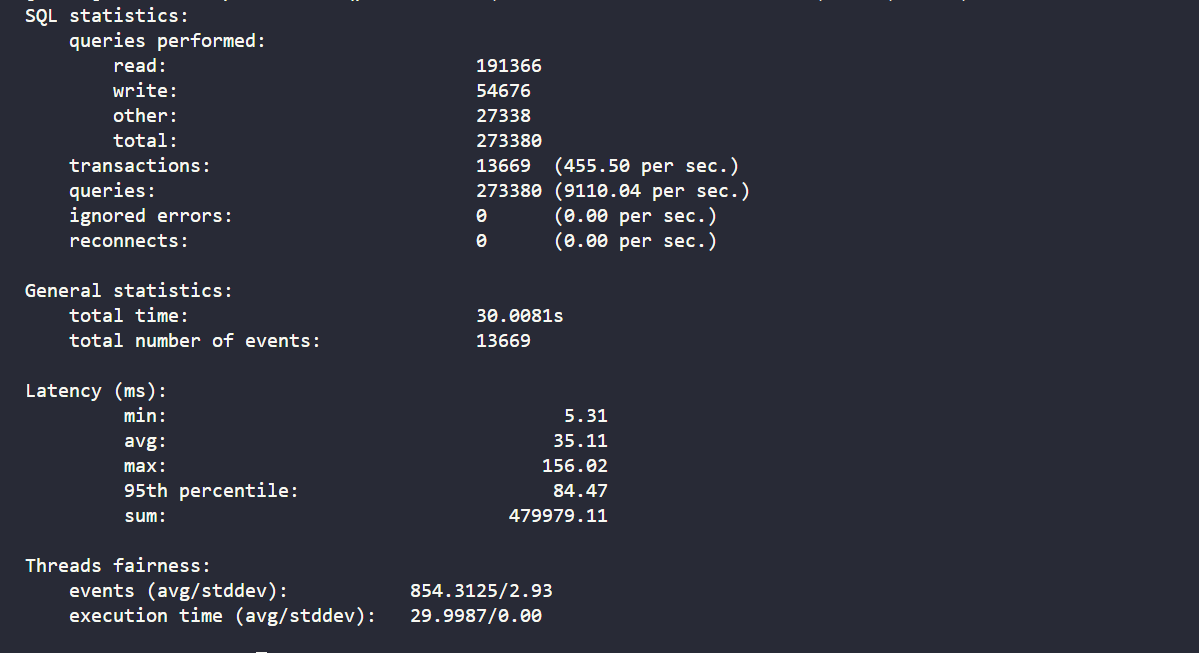 SQL statistics:
queries performed:
read: 191366
write: 54676
other: 27338
total: 273380
transactions: 13669 (455.50 per sec.)
queries: 273380 (9110.04 per sec.)
ignored errors: 0 (0.00 per sec.)
reconnects: 0 (0.00 per sec.)
General statistics:
total time: 30.0081s
total number of events: 13669
Latency (ms):
min: 5.31
avg: 35.11
max: 156.02
95th percentile: 84.47
sum: 479979.11
Threads fairness:
events (avg/stddev): 854.3125/2.93
execution time (avg/stddev): 29.9987/0.00